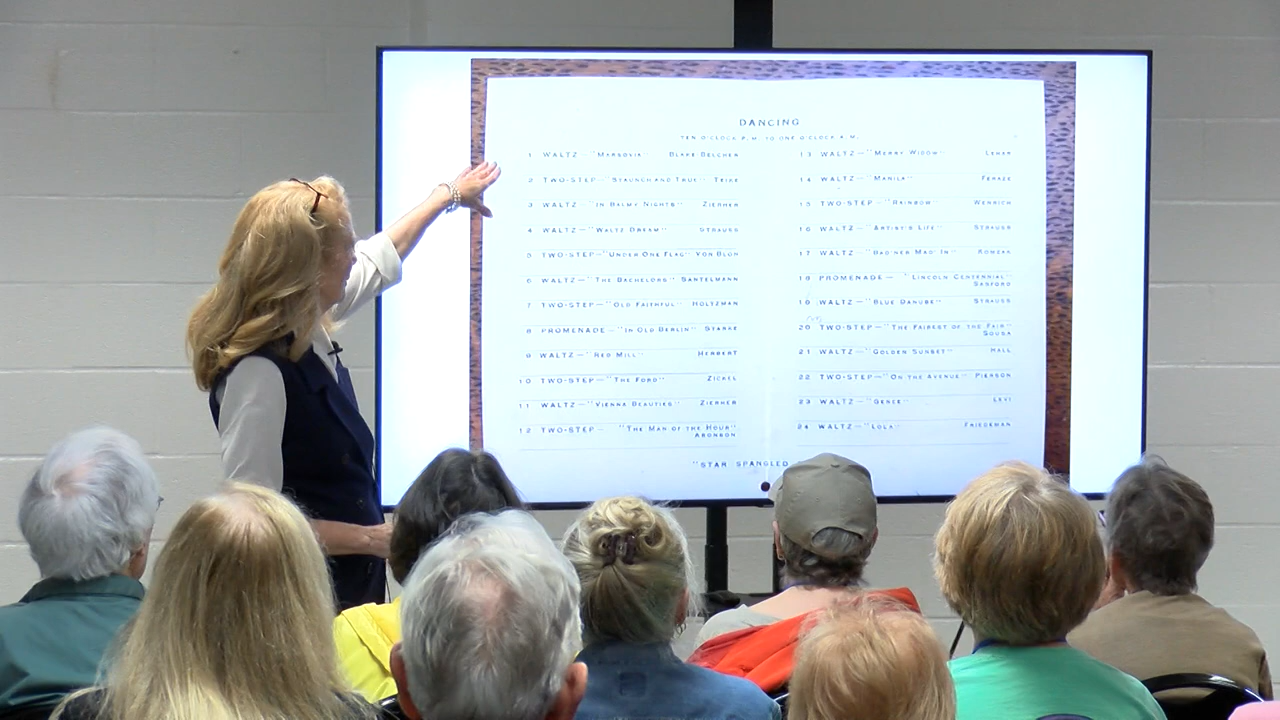 DANCING
TEN O'CLOCK P.M. TO ONE O'CLOCK A.M.
1 WALTZ—"Marsovia" Blake-Belcher
2 TWO-STEP—"Staunch and True" Teike
3 WALTZ—"In Balmy Nights" Ziehrer
4 WALTZ—"Waltz Dream" Strauss
5 TWO-STEP—"Under One Flag" Von Blon
6 WALTZ—"The Bachelors" Santelmann
7 TWO-STEP—"Old Faithful" Holtzman
8 PROMENADE—"In Old Berlin" Starke
9 WALTZ—"Red Mill" Herbert
10 TWO-STEP—"The Ford" Zickel
11 WALTZ—"Vienna Beauties" Ziehrer
12 TWO-STEP—"The Man of the Hour"
Aronson
13 WALTZ—"Merry Widow" Lehar
14 WALTZ—"Manila"
15 TWO-STEP—"Rainbow" Wenrich
16 WALTZ—"Artist's Life" Strauss
17 WALTZ—"Bad'ner Mad'ln" Komzak
18 PROMENADE—"Lincoln Centennial"
Sanford
19 WALTZ—"Blue Danube" Strauss
20 TWO-STEP—"The Fairest of the Fair"
Sousa
21 WALTZ—"Golden Sunset" Hall
22 TWO-STEP—"On the Avenue" Pierson
23 WALTZ—"Genee" Levi
24 WALTZ—"Lola" Friedeman
"STAR SPANGLED